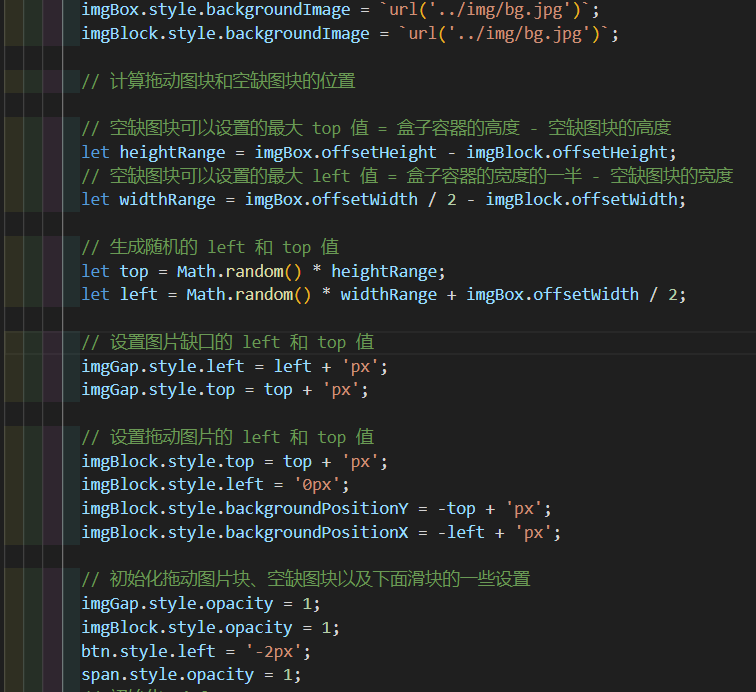 imgBox.style.backgroundImage = `url('../img/bg.jpg')`;
imgBlock.style.backgroundImage = `url('../img/bg.jpg')`;
// 计算拖动图块和空缺图块的位置
// 空缺图块可以设置的最大 top 值 = 盒子容器的高度 - 空缺图块的高度
let heightRange = imgBox.offsetHeight - imgBlock.offsetHeight;
// 空缺图块可以设置的最大 left 值 = 盒子容器的宽度的一半 - 空缺图块的宽度
let widthRange = imgBox.offsetWidth / 2 - imgBlock.offsetWidth;
// 生成随机的 left 和 top 值
let top = Math.random() * heightRange;
let left = Math.random() * widthRange + imgBox.offsetWidth / 2;
// 设置图片缺口的 left 和 top 值
imgGap.style.left = left + 'px';
imgGap.style.top = top + 'px';
// 设置拖动图片的 left 和 top 值
imgBlock.style.top = top + 'px';
imgBlock.style.left = '0px';
imgBlock.style.backgroundPositionY = -top + 'px';
imgBlock.style.backgroundPositionX = -left + 'px';
// 初始化拖动图片块、空缺图块以及下面滑块的一些设置
imgGap.style.opacity = 1;
imgBlock.style.opacity = 1;
btn.style.left = '-2px';
span.style.opacity = 1;